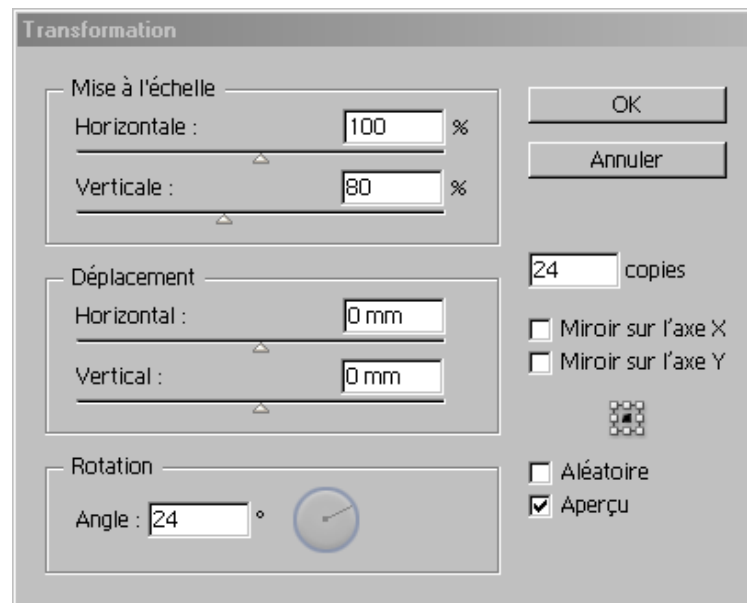 Transformation
Mise à l'échelle
Horizontale : 100 %
Verticale : 80 %
OK
Annuler
Déplacement
Horizontal : 0 mm
Vertical : 0 mm
24 copies
Miroir sur l'axe X
Miroir sur l'axe Y
Rotation
Angle : 24 °
Aléatoire
Aperçu